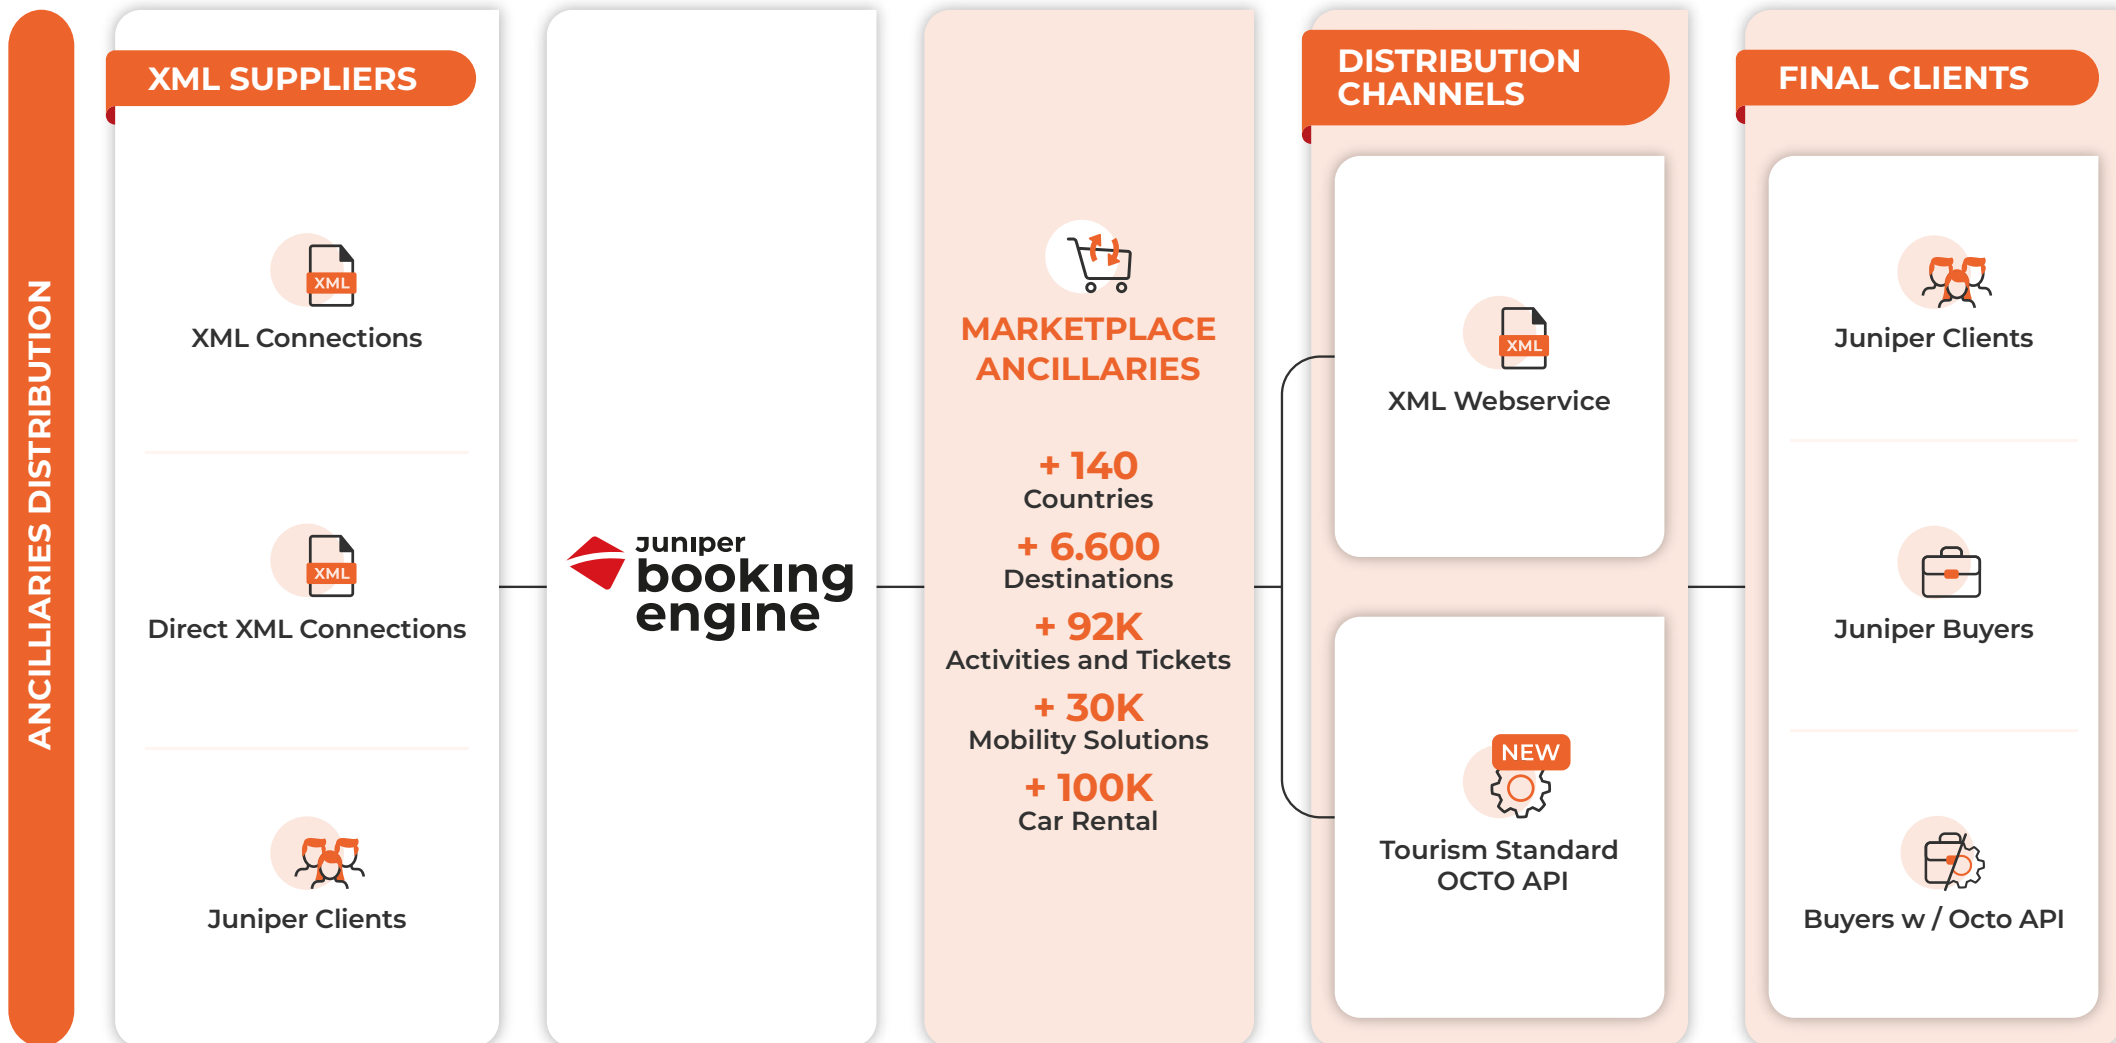 ANCILLIARIES DISTRIBUTION
XML SUPPLIERS
XML
XML Connections
XML
Direct XML Connections
Juniper Clients
Juniper
booking
engine
MARKETPLACE
ANCILLARIES
+ 140
Countries
+ 6.600
Destinations
+ 92K
Activities and Tickets
+ 30K
Mobility Solutions
+ 100K
Car Rental
DISTRIBUTION
CHANNELS
XML
XML Webservice
NEW
Tourism Standard
OCTO API
FINAL CLIENTS
Juniper Clients
Juniper Buyers
Buyers w / Octo API